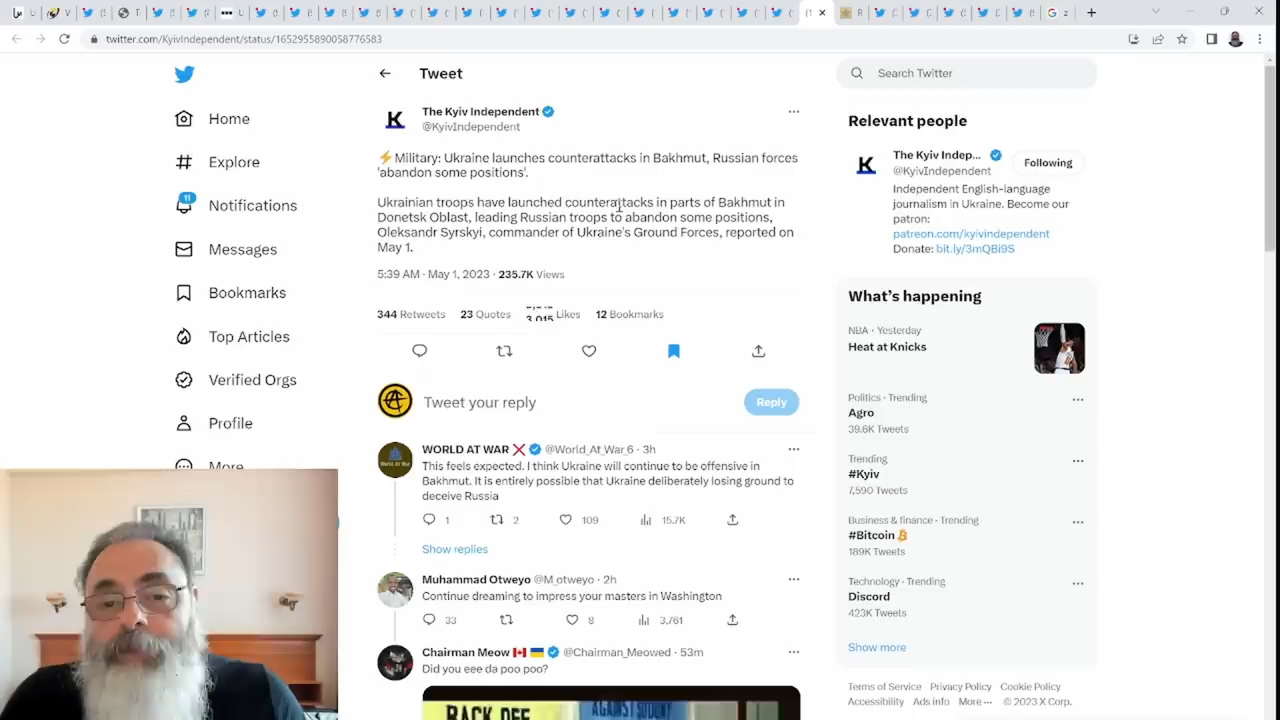 twitter.com/KyivIndependent/status/1652955890058776583
Home
Explore
11
Notifications
Messages
Bookmarks
Top Articles
Verified Orgs
Profile
More
Tweet
The Kyiv Independent
@KyivIndependent
⚡Military: Ukraine launches counterattacks in Bakhmut, Russian forces
'abandon some positions'.
Ukrainian troops have launched counterattacks in parts of Bakhmut in
Donetsk Oblast, leading Russian troops to abandon some positions,
Oleksandr Syrskyi, commander of Ukraine's Ground Forces, reported on
May 1.
5:39 AM · May 1, 2023 · 235.7K Views
344 Retweets 23 Quotes 3,015 Likes 12 Bookmarks
Tweet your reply
Reply
WORLD AT WAR ❌ @World_At_War_6 · 3h
This feels expected. I think Ukraine will continue to be offensive in
Bakhmut. It is entirely possible that Ukraine deliberately losing ground to
deceive Russia
1 2 109 15.7K
Show replies
Muhammad Otweyo @M_otweyo · 2h
Continue dreaming to impress your masters in Washington
33 8 3,761
Chairman Meow 🇨🇦 🇺🇦 @Chairman_Meowed · 53m
Did you eee da poo poo?
Search Twitter
Relevant people
The Kyiv Indep...
@KyivIndependent
Following
Independent English-language
journalism in Ukraine. Become our
patron:
patreon.com/kyivindependent
Donate: bit.ly/3mQBi9S
What's happening
NBA · Yesterday
Heat at Knicks
Politics · Trending
Agro
39.6K Tweets
Trending
#Kyiv
7,590 Tweets
Business & finance · Trending
#Bitcoin
189K Tweets
Technology · Trending
Discord
423K Tweets
Show more
Terms of Service Privacy Policy Cookie Policy
Accessibility Ads info More ··· © 2023 X Corp.